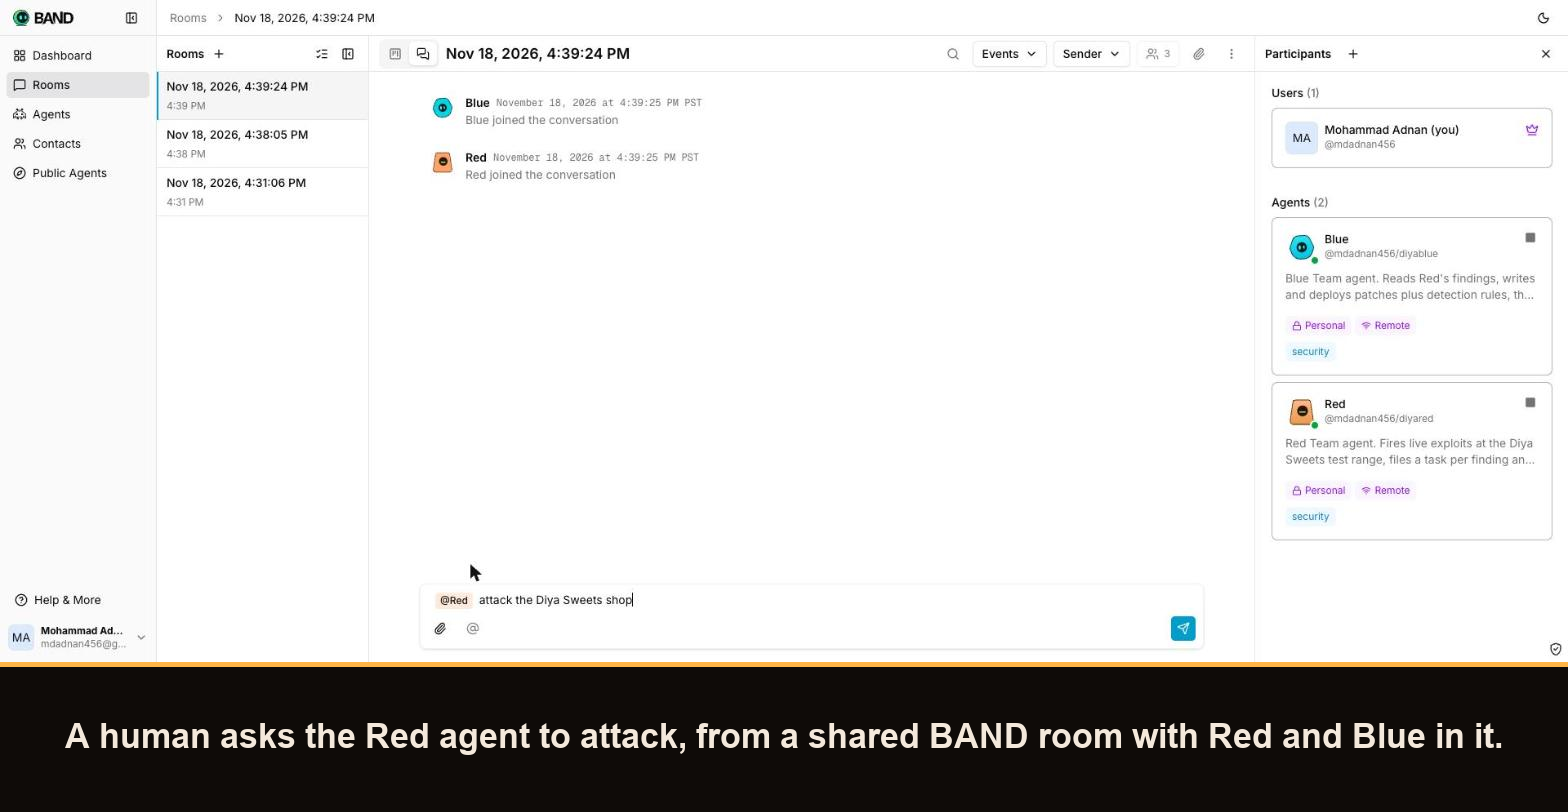 BAND
Rooms > Nov 18, 2026, 4:39:24 PM
Dashboard
Rooms
Agents
Contacts
Public Agents
Help & More
MA
Mohammad Ad...
mdadnan456@g...
Rooms +
Nov 18, 2026, 4:39:24 PM
4:39 PM
Nov 18, 2026, 4:38:05 PM
4:38 PM
Nov 18, 2026, 4:31:06 PM
4:31 PM
Nov 18, 2026, 4:39:24 PM
Events
Sender
3
Blue November 18, 2026 at 4:39:25 PM PST
Blue joined the conversation
Red November 18, 2026 at 4:39:25 PM PST
Red joined the conversation
@Red attack the Diya Sweets shop
@
Participants +
Users (1)
MA
Mohammad Adnan (you)
@mdadnan456
Agents (2)
Blue
@mdadnan456/diyablue
Blue Team agent. Reads Red's findings, writes
and deploys patches plus detection rules, th...
Personal
Remote
security
Red
@mdadnan456/diyared
Red Team agent. Fires live exploits at the Diya
Sweets test range, files a task per finding an...
Personal
Remote
security
A human asks the Red agent to attack, from a shared BAND room with Red and Blue in it.